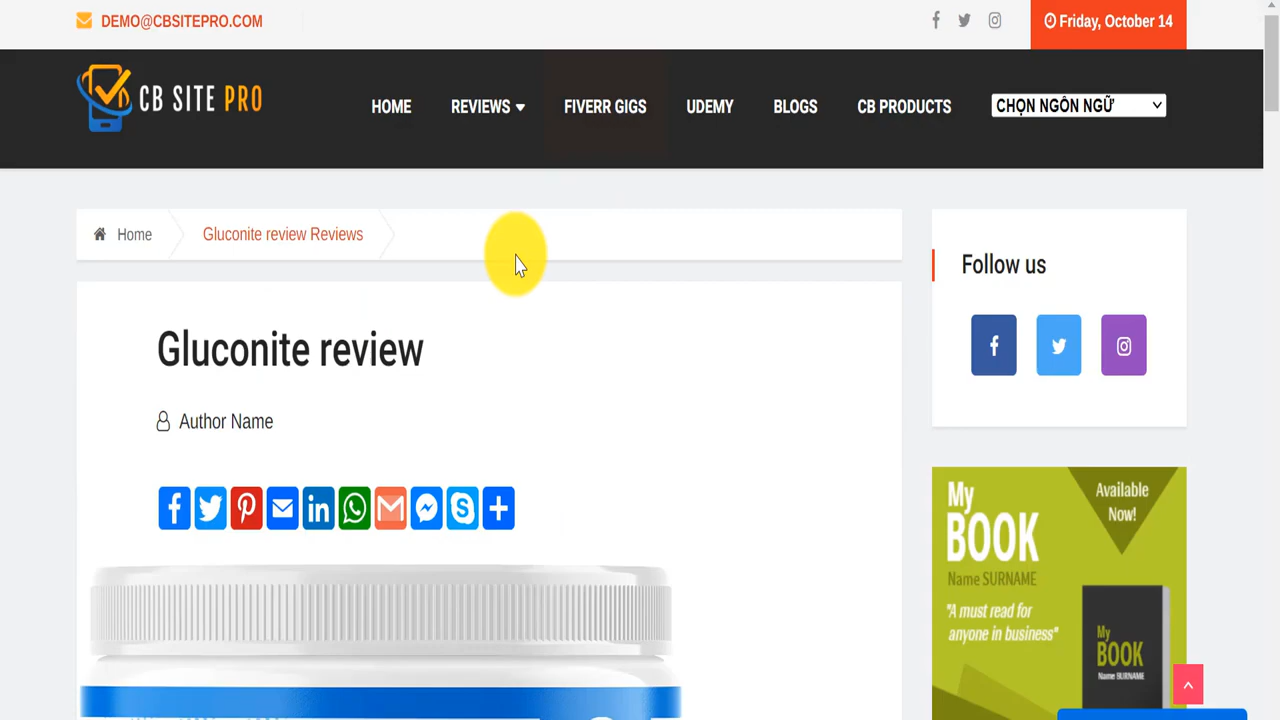 DEMO@CBSITEPRO.COM
Friday, October 14
CB SITE PRO
HOME
REVIEWS
FIVERR GIGS
UDEMY
BLOGS
CB PRODUCTS
CHỌN NGÔN NGỮ
Home
Gluconite review Reviews
Follow us
Gluconite review
Author Name
My
BOOK
Name SURNAME
Available
Now!
"A must read for
anyone in business"
My
BOOK
Name SURNAME